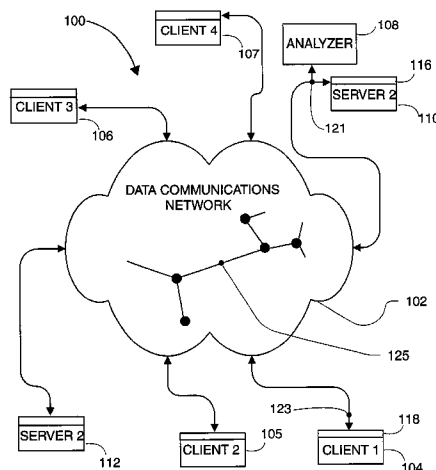 100
CLIENT 4
107
ANALYZER
108
116
SERVER 2
110
121
CLIENT 3
106
DATA COMMUNICATIONS
NETWORK
102
125
123
118
SERVER 2
112
CLIENT 2
105
CLIENT 1
104